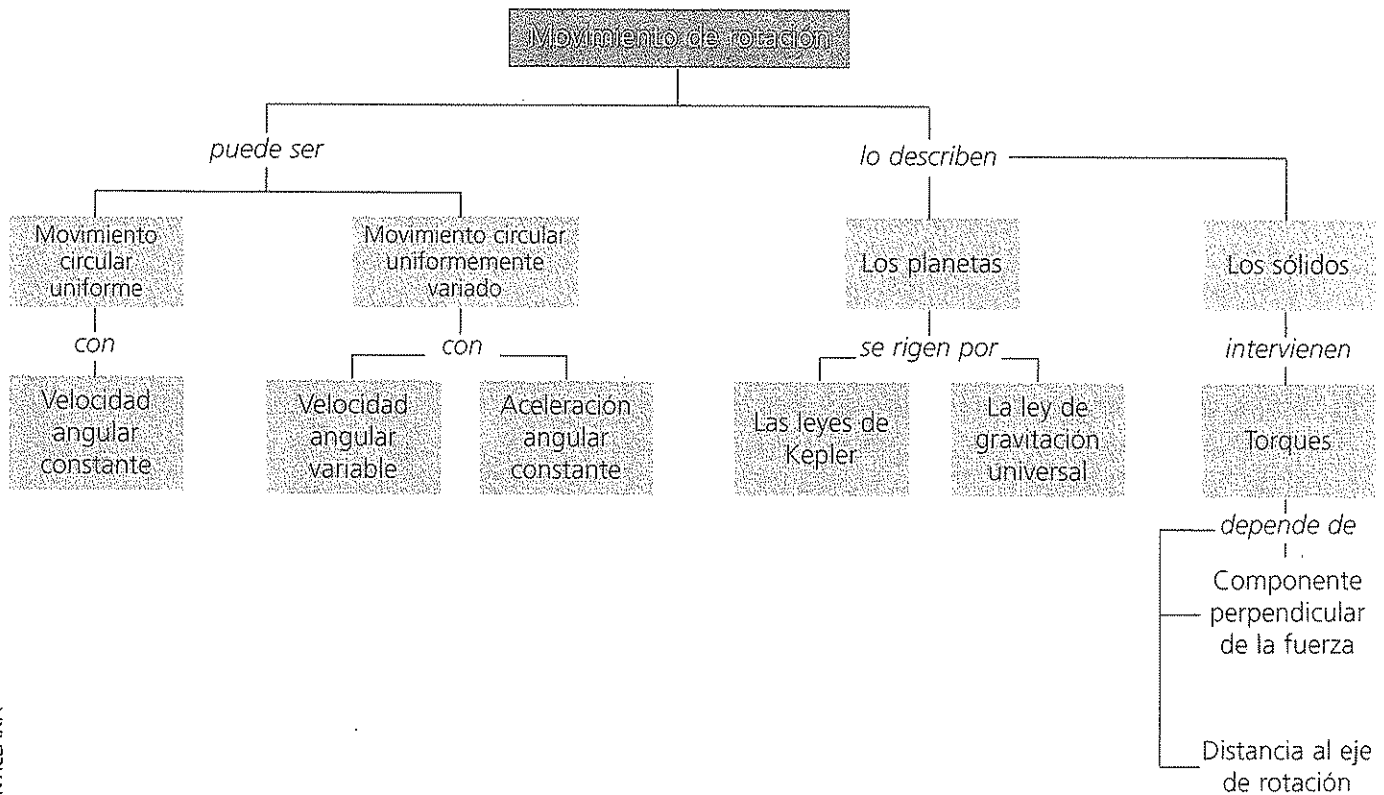 Movimiento de rotación
puede ser
lo describen
Movimiento
circular
uniforme
Movimiento circular
uniformemente
variado
Los planetas
Los sólidos
con
con
se rigen por
intervienen
Velocidad
angular
constante
Velocidad
angular
variable
Aceleración
angular
constante
Las leyes de
Kepler
La ley de
gravitación
universal
Torques
depende de
Componente
perpendicular
de la fuerza
Distancia al eje
de rotación